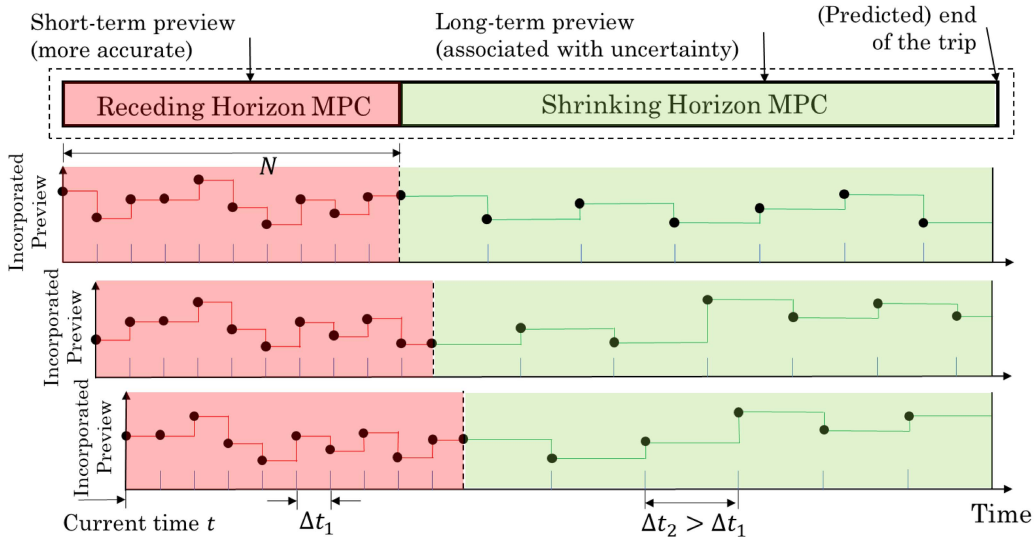 Short-term preview
(more accurate)
Long-term preview
(associated with uncertainty)
(Predicted) end
of the trip
Receding Horizon MPC
Shrinking Horizon MPC
N
Incorporated
Preview
Incorporated
Preview
Incorporated
Preview
Current time t
Δt₁
Δt₂ > Δt₁
Time